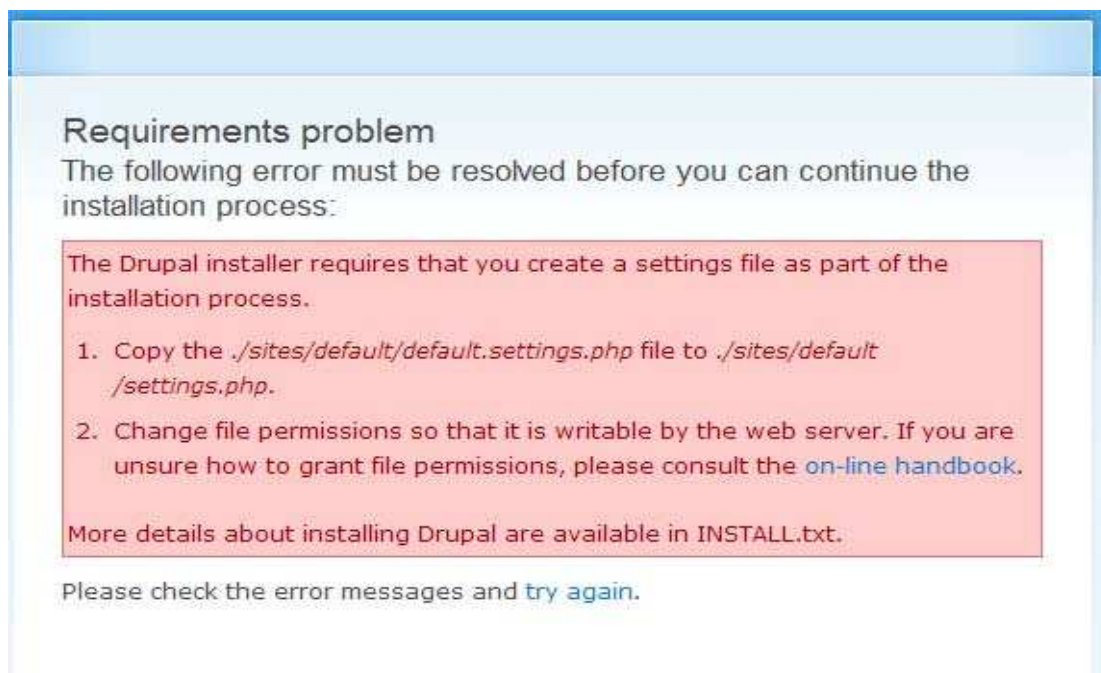 Requirements problem
The following error must be resolved before you can continue the
installation process:
The Drupal installer requires that you create a settings file as part of the
installation process.
1. Copy the ./sites/default/default.settings.php file to ./sites/default
/settings.php.
2. Change file permissions so that it is writable by the web server. If you are
unsure how to grant file permissions, please consult the on-line handbook.
More details about installing Drupal are available in INSTALL.txt.
Please check the error messages and try again.